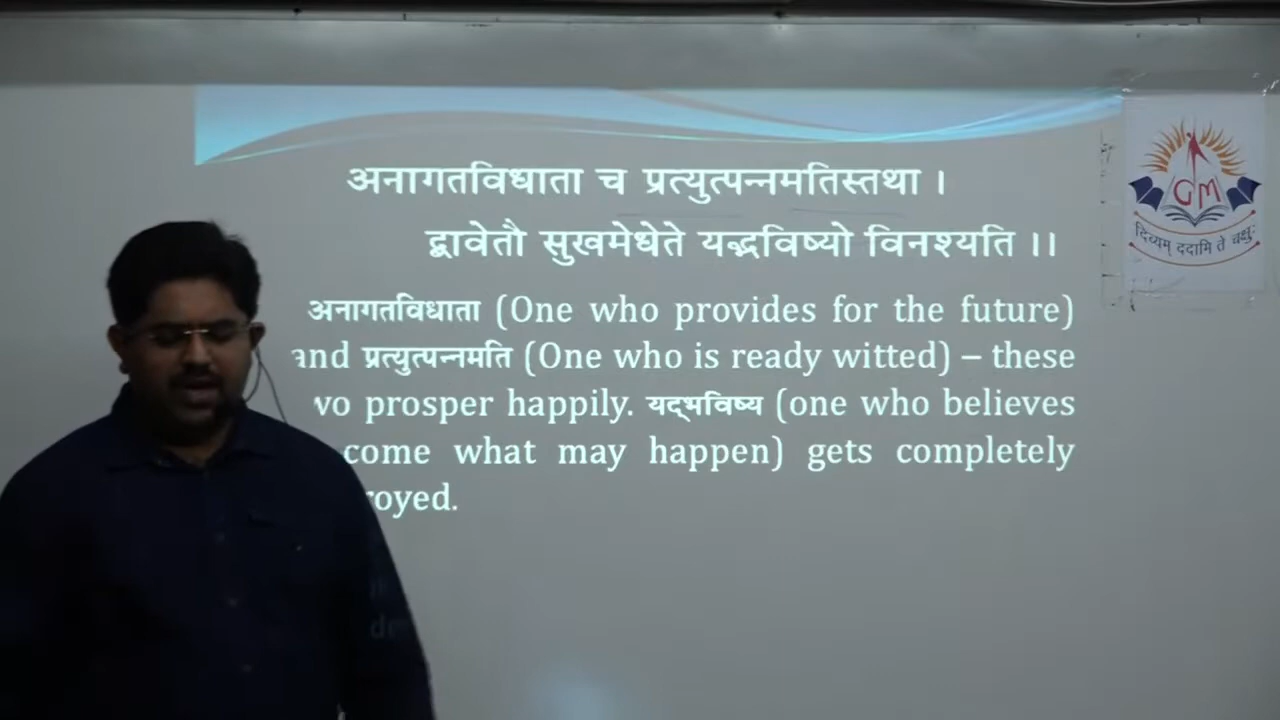 अनागतविधाता च प्रत्युत्पन्नमतिस्तथा ।
द्वावेतौ सुखमेधेते यद्भविष्यो विनश्यति ।।
अनागतविधाता (One who provides for the future)
and प्रत्युत्पन्नमति (One who is ready witted) – these
wo prosper happily. यद्भविष्य (one who believes
come what may happen) gets completely
royed.
GM
दिव्यम् ददामि ते चक्षुः